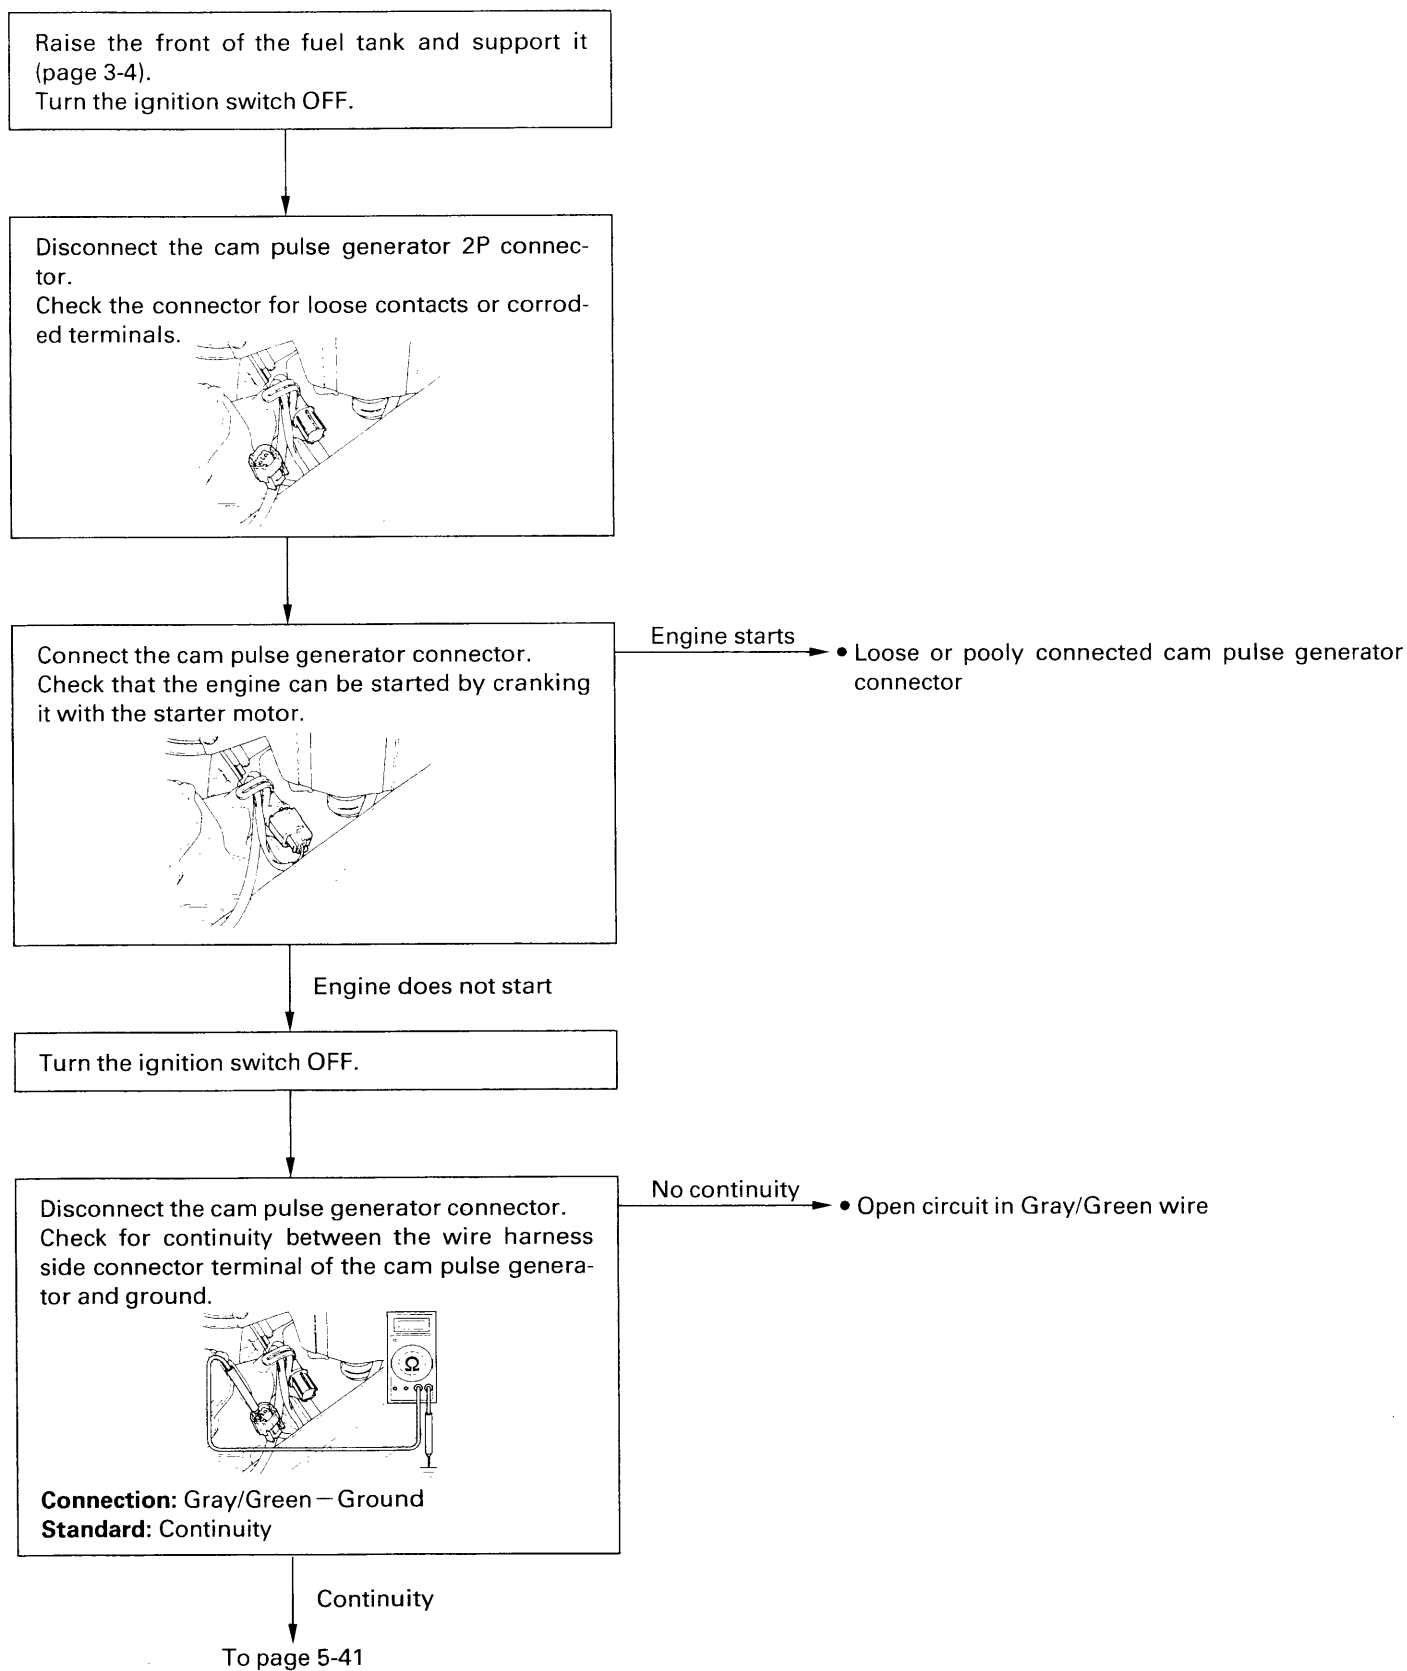 Raise the front of the fuel tank and support it
(page 3-4).
Turn the ignition switch OFF.
Disconnect the cam pulse generator 2P connec-
tor.
Check the connector for loose contacts or corrod-
ed terminals.
Connect the cam pulse generator connector.
Check that the engine can be started by cranking
it with the starter motor.
Engine starts
• Loose or pooly connected cam pulse generator
connector
Engine does not start
Turn the ignition switch OFF.
Disconnect the cam pulse generator connector.
Check for continuity between the wire harness
side connector terminal of the cam pulse genera-
tor and ground.
No continuity
• Open circuit in Gray/Green wire
Ω
Connection: Gray/Green — Ground
Standard: Continuity
Continuity
To page 5-41